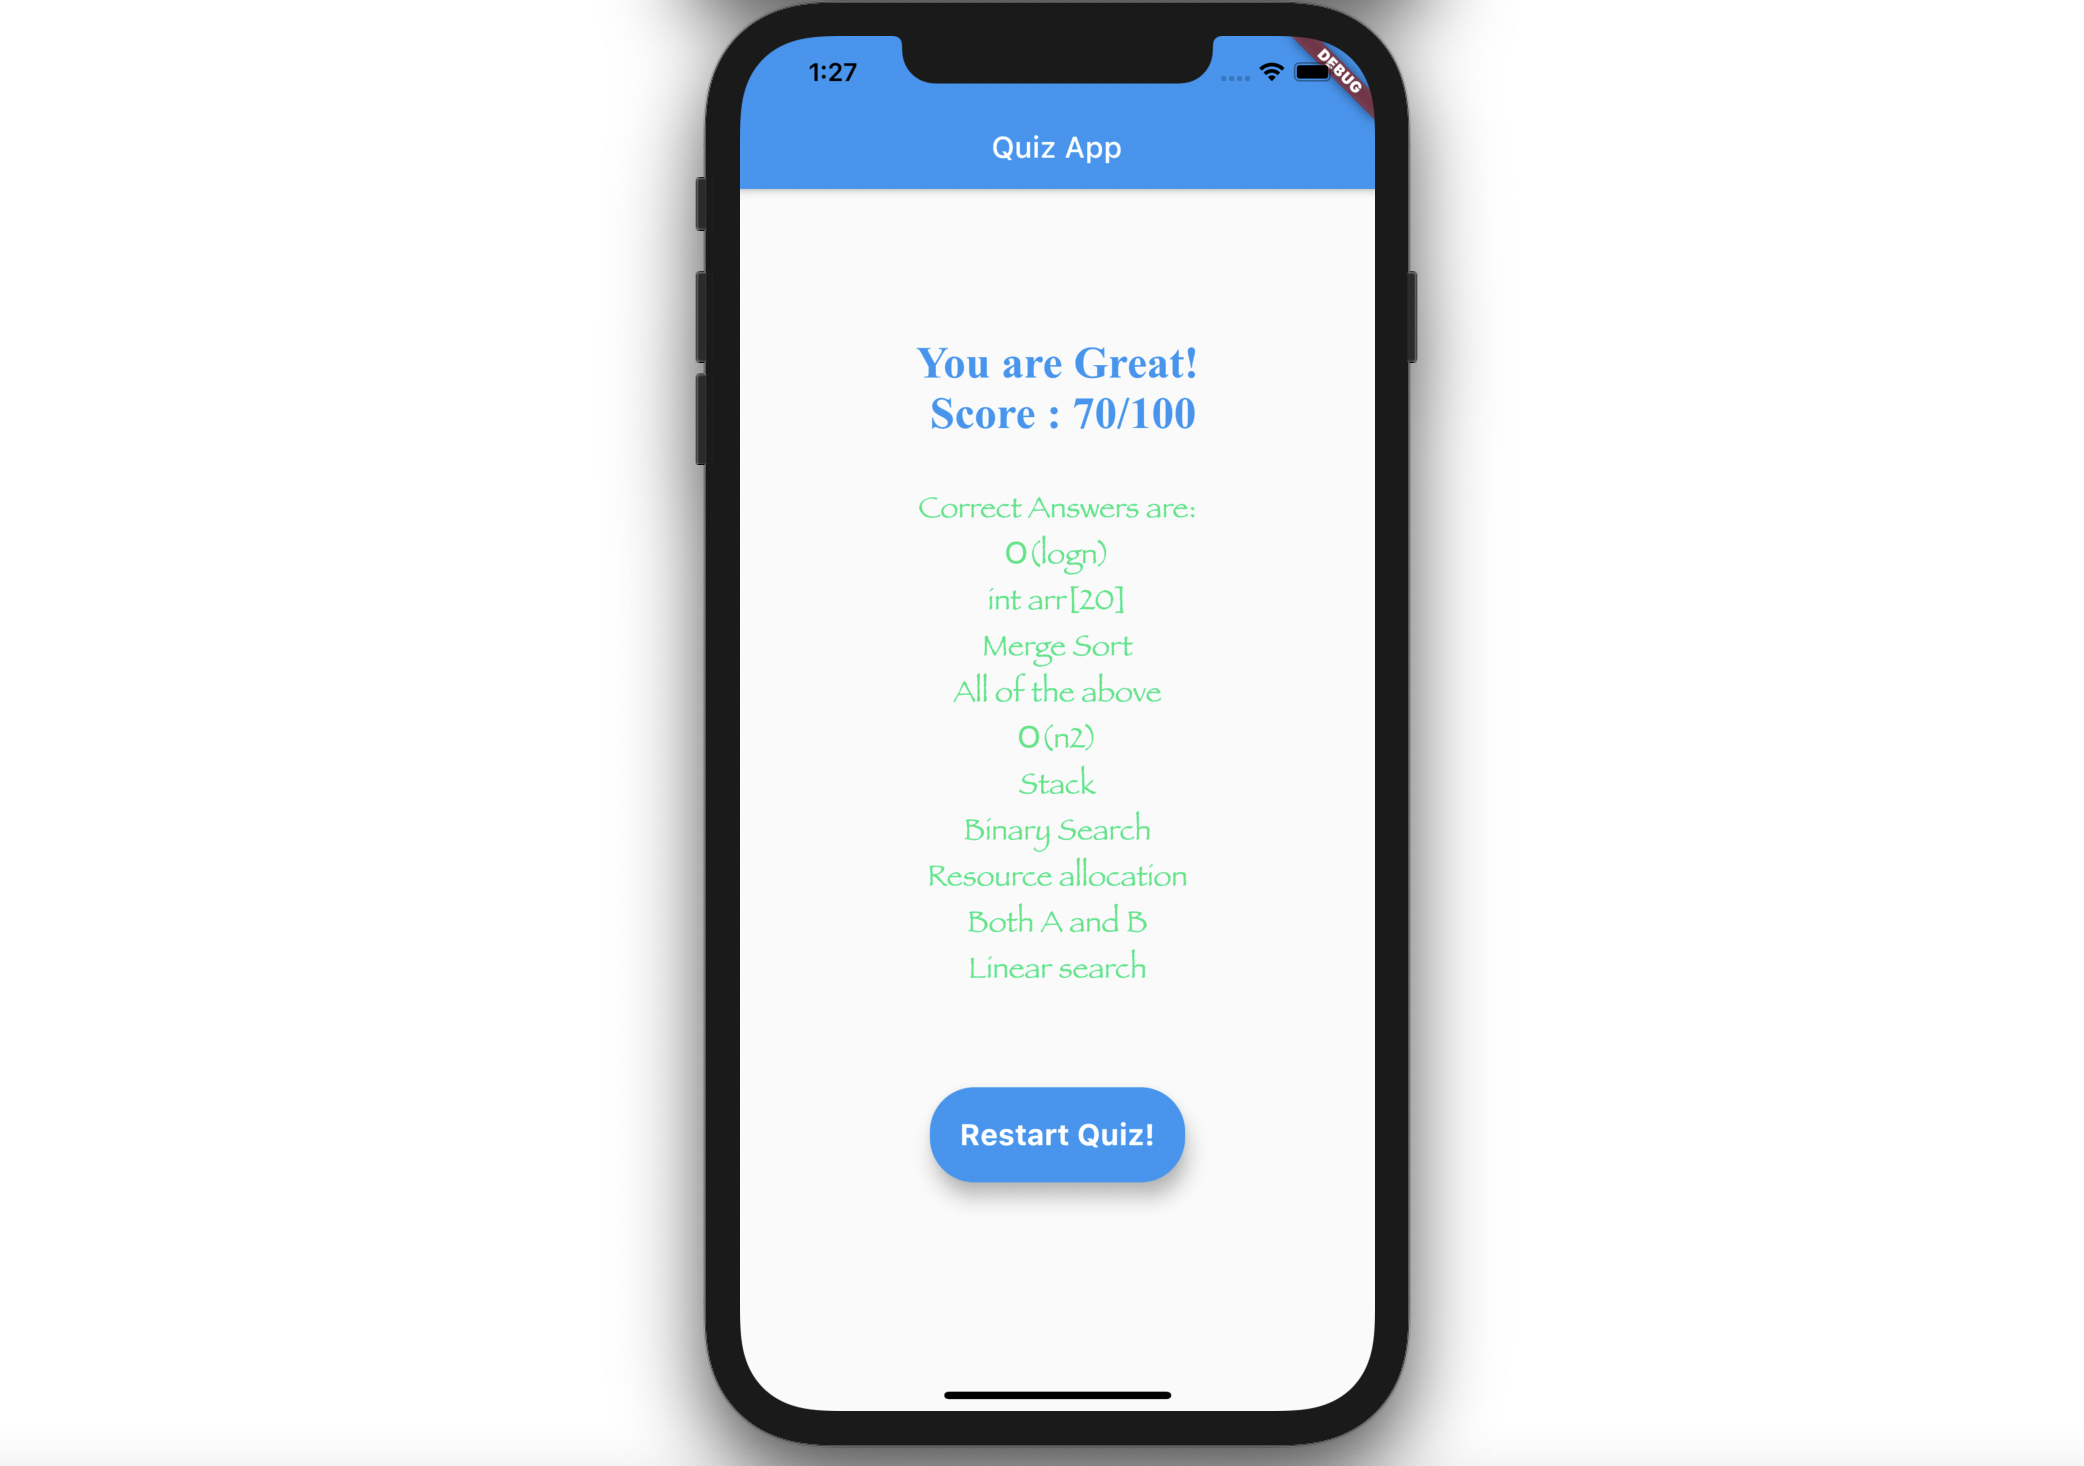 1:27
DEBUG
Quiz App
You are Great!
Score : 70/100
Correct Answers are:
O(logn)
int arr[20]
Merge Sort
All of the above
O(n2)
Stack
Binary Search
Resource allocation
Both A and B
Linear search
Restart Quiz!